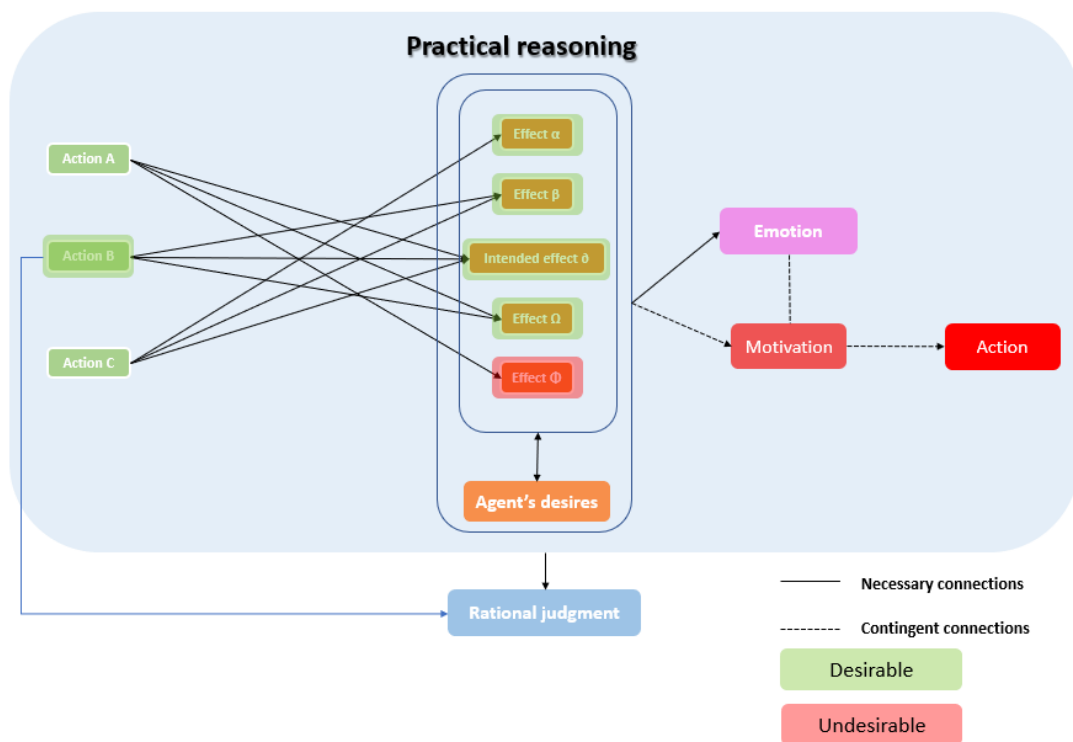 Practical reasoning
Effect α
Action A
Effect β
Emotion
Action B
Intended effect ∂
Effect Ω
Motivation
Action
Action C
Effect Φ
Agent's desires
Necessary connections
Rational judgment
Contingent connections
Desirable
Undesirable